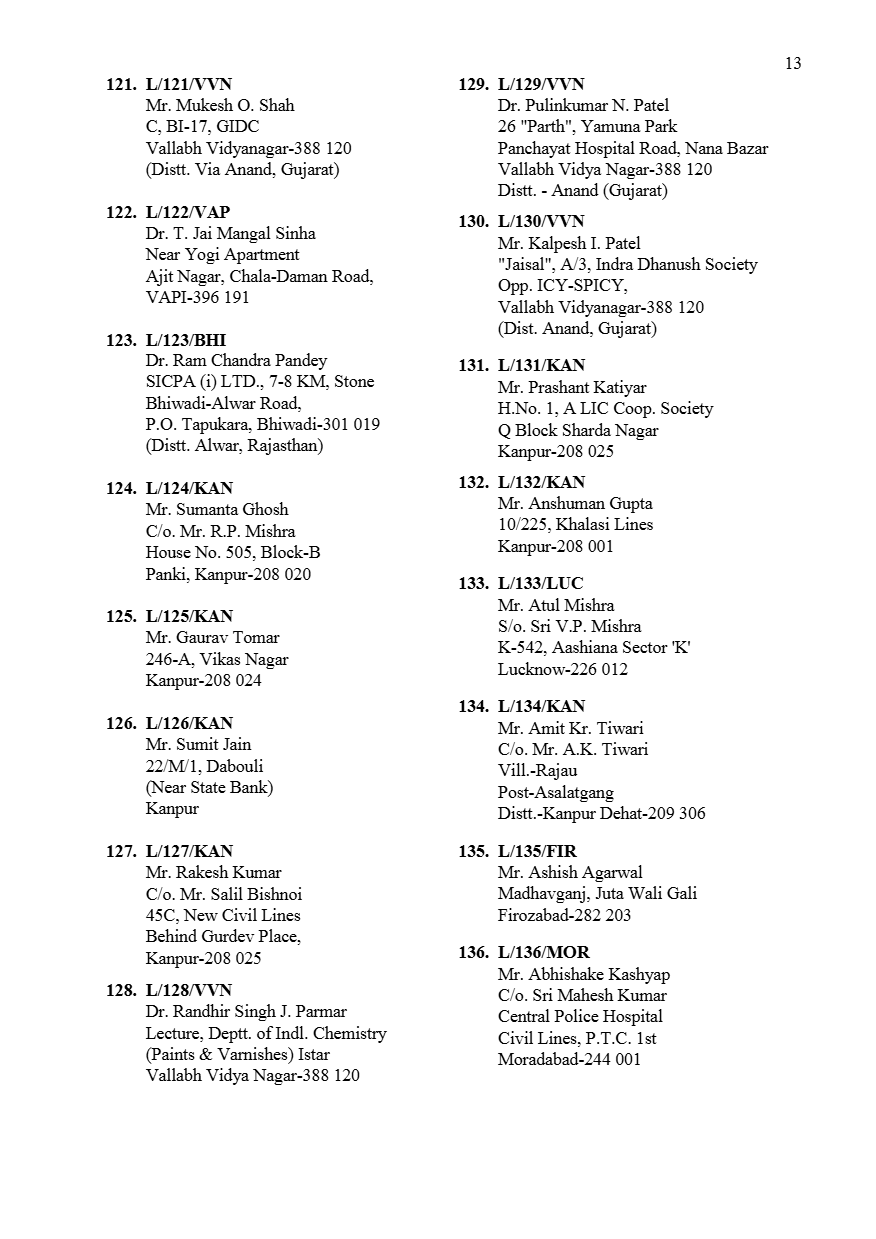 13
121. L/121/VVN
Mr. Mukesh O. Shah
C, BI-17, GIDC
Vallabh Vidyanagar-388 120
(Distt. Via Anand, Gujarat)
122. L/122/VAP
Dr. T. Jai Mangal Sinha
Near Yogi Apartment
Ajit Nagar, Chala-Daman Road,
VAPI-396 191
123. L/123/BHI
Dr. Ram Chandra Pandey
SICPA (i) LTD., 7-8 KM, Stone
Bhiwadi-Alwar Road,
P.O. Tapukara, Bhiwadi-301 019
(Distt. Alwar, Rajasthan)
124. L/124/KAN
Mr. Sumanta Ghosh
C/o. Mr. R.P. Mishra
House No. 505, Block-B
Panki, Kanpur-208 020
125. L/125/KAN
Mr. Gaurav Tomar
246-A, Vikas Nagar
Kanpur-208 024
126. L/126/KAN
Mr. Sumit Jain
22/M/1, Dabouli
(Near State Bank)
Kanpur
127. L/127/KAN
Mr. Rakesh Kumar
C/o. Mr. Salil Bishnoi
45C, New Civil Lines
Behind Gurdev Place,
Kanpur-208 025
128. L/128/VVN
Dr. Randhir Singh J. Parmar
Lecture, Deptt. of Indl. Chemistry
(Paints & Varnishes) Istar
Vallabh Vidya Nagar-388 120
129. L/129/VVN
Dr. Pulinkumar N. Patel
26 "Parth", Yamuna Park
Panchayat Hospital Road, Nana Bazar
Vallabh Vidya Nagar-388 120
Distt. - Anand (Gujarat)
130. L/130/VVN
Mr. Kalpesh I. Patel
"Jaisal", A/3, Indra Dhanush Society
Opp. ICY-SPICY,
Vallabh Vidyanagar-388 120
(Dist. Anand, Gujarat)
131. L/131/KAN
Mr. Prashant Katiyar
H.No. 1, A LIC Coop. Society
Q Block Sharda Nagar
Kanpur-208 025
132. L/132/KAN
Mr. Anshuman Gupta
10/225, Khalasi Lines
Kanpur-208 001
133. L/133/LUC
Mr. Atul Mishra
S/o. Sri V.P. Mishra
K-542, Aashiana Sector 'K'
Lucknow-226 012
134. L/134/KAN
Mr. Amit Kr. Tiwari
C/o. Mr. A.K. Tiwari
Vill.-Rajau
Post-Asalatgang
Distt.-Kanpur Dehat-209 306
135. L/135/FIR
Mr. Ashish Agarwal
Madhavganj, Juta Wali Gali
Firozabad-282 203
136. L/136/MOR
Mr. Abhishake Kashyap
C/o. Sri Mahesh Kumar
Central Police Hospital
Civil Lines, P.T.C. 1st
Moradabad-244 001